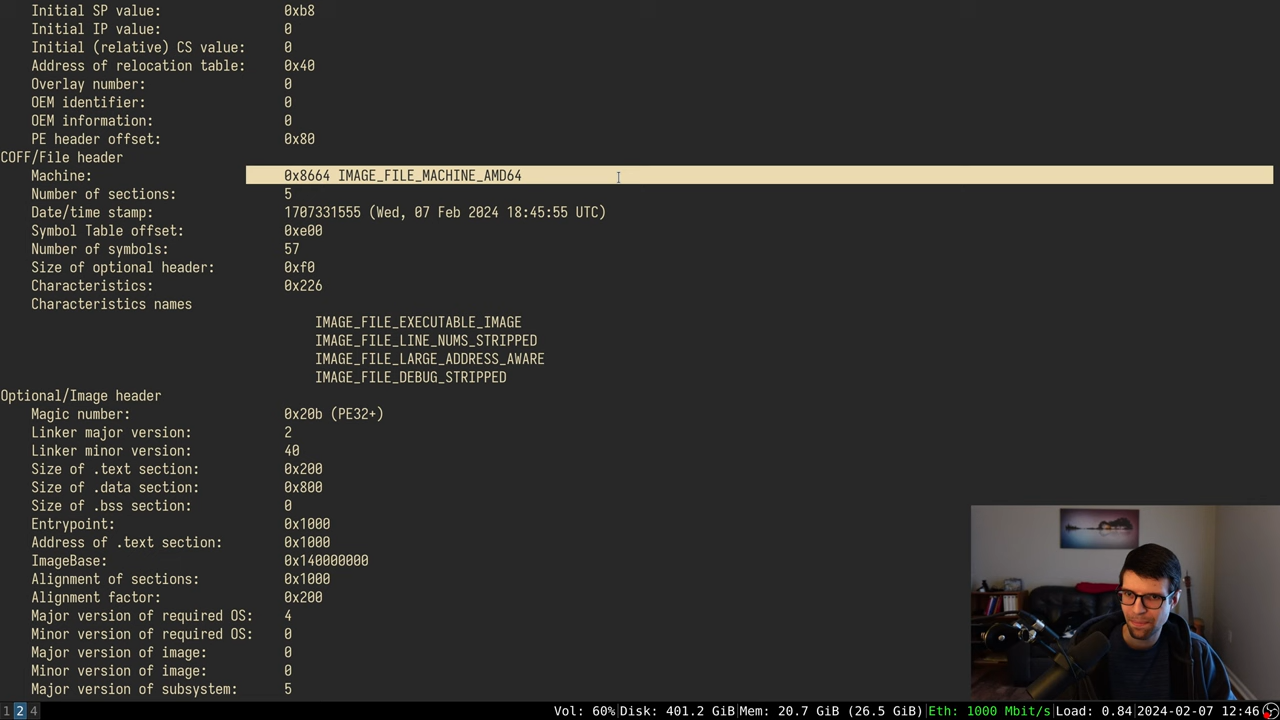 Initial SP value: 0xb8
Initial IP value: 0
Initial (relative) CS value: 0
Address of relocation table: 0x40
Overlay number: 0
OEM identifier: 0
OEM information: 0
PE header offset: 0x80
COFF/File header
Machine: 0x8664 IMAGE_FILE_MACHINE_AMD64
Number of sections: 5
Date/time stamp: 1707331555 (Wed, 07 Feb 2024 18:45:55 UTC)
Symbol Table offset: 0xe00
Number of symbols: 57
Size of optional header: 0xf0
Characteristics: 0x226
Characteristics names
IMAGE_FILE_EXECUTABLE_IMAGE
IMAGE_FILE_LINE_NUMS_STRIPPED
IMAGE_FILE_LARGE_ADDRESS_AWARE
IMAGE_FILE_DEBUG_STRIPPED
Optional/Image header
Magic number: 0x20b (PE32+)
Linker major version: 2
Linker minor version: 40
Size of .text section: 0x200
Size of .data section: 0x800
Size of .bss section: 0
Entrypoint: 0x1000
Address of .text section: 0x1000
ImageBase: 0x140000000
Alignment of sections: 0x1000
Alignment factor: 0x200
Major version of required OS: 4
Minor version of required OS: 0
Major version of image: 0
Minor version of image: 0
Major version of subsystem: 5
1 2 4 Vol: 60%|Disk: 401.2 GiB|Mem: 20.7 GiB (26.5 GiB)|Eth: 1000 Mbit/s|Load: 0.84|2024-02-07 12:46